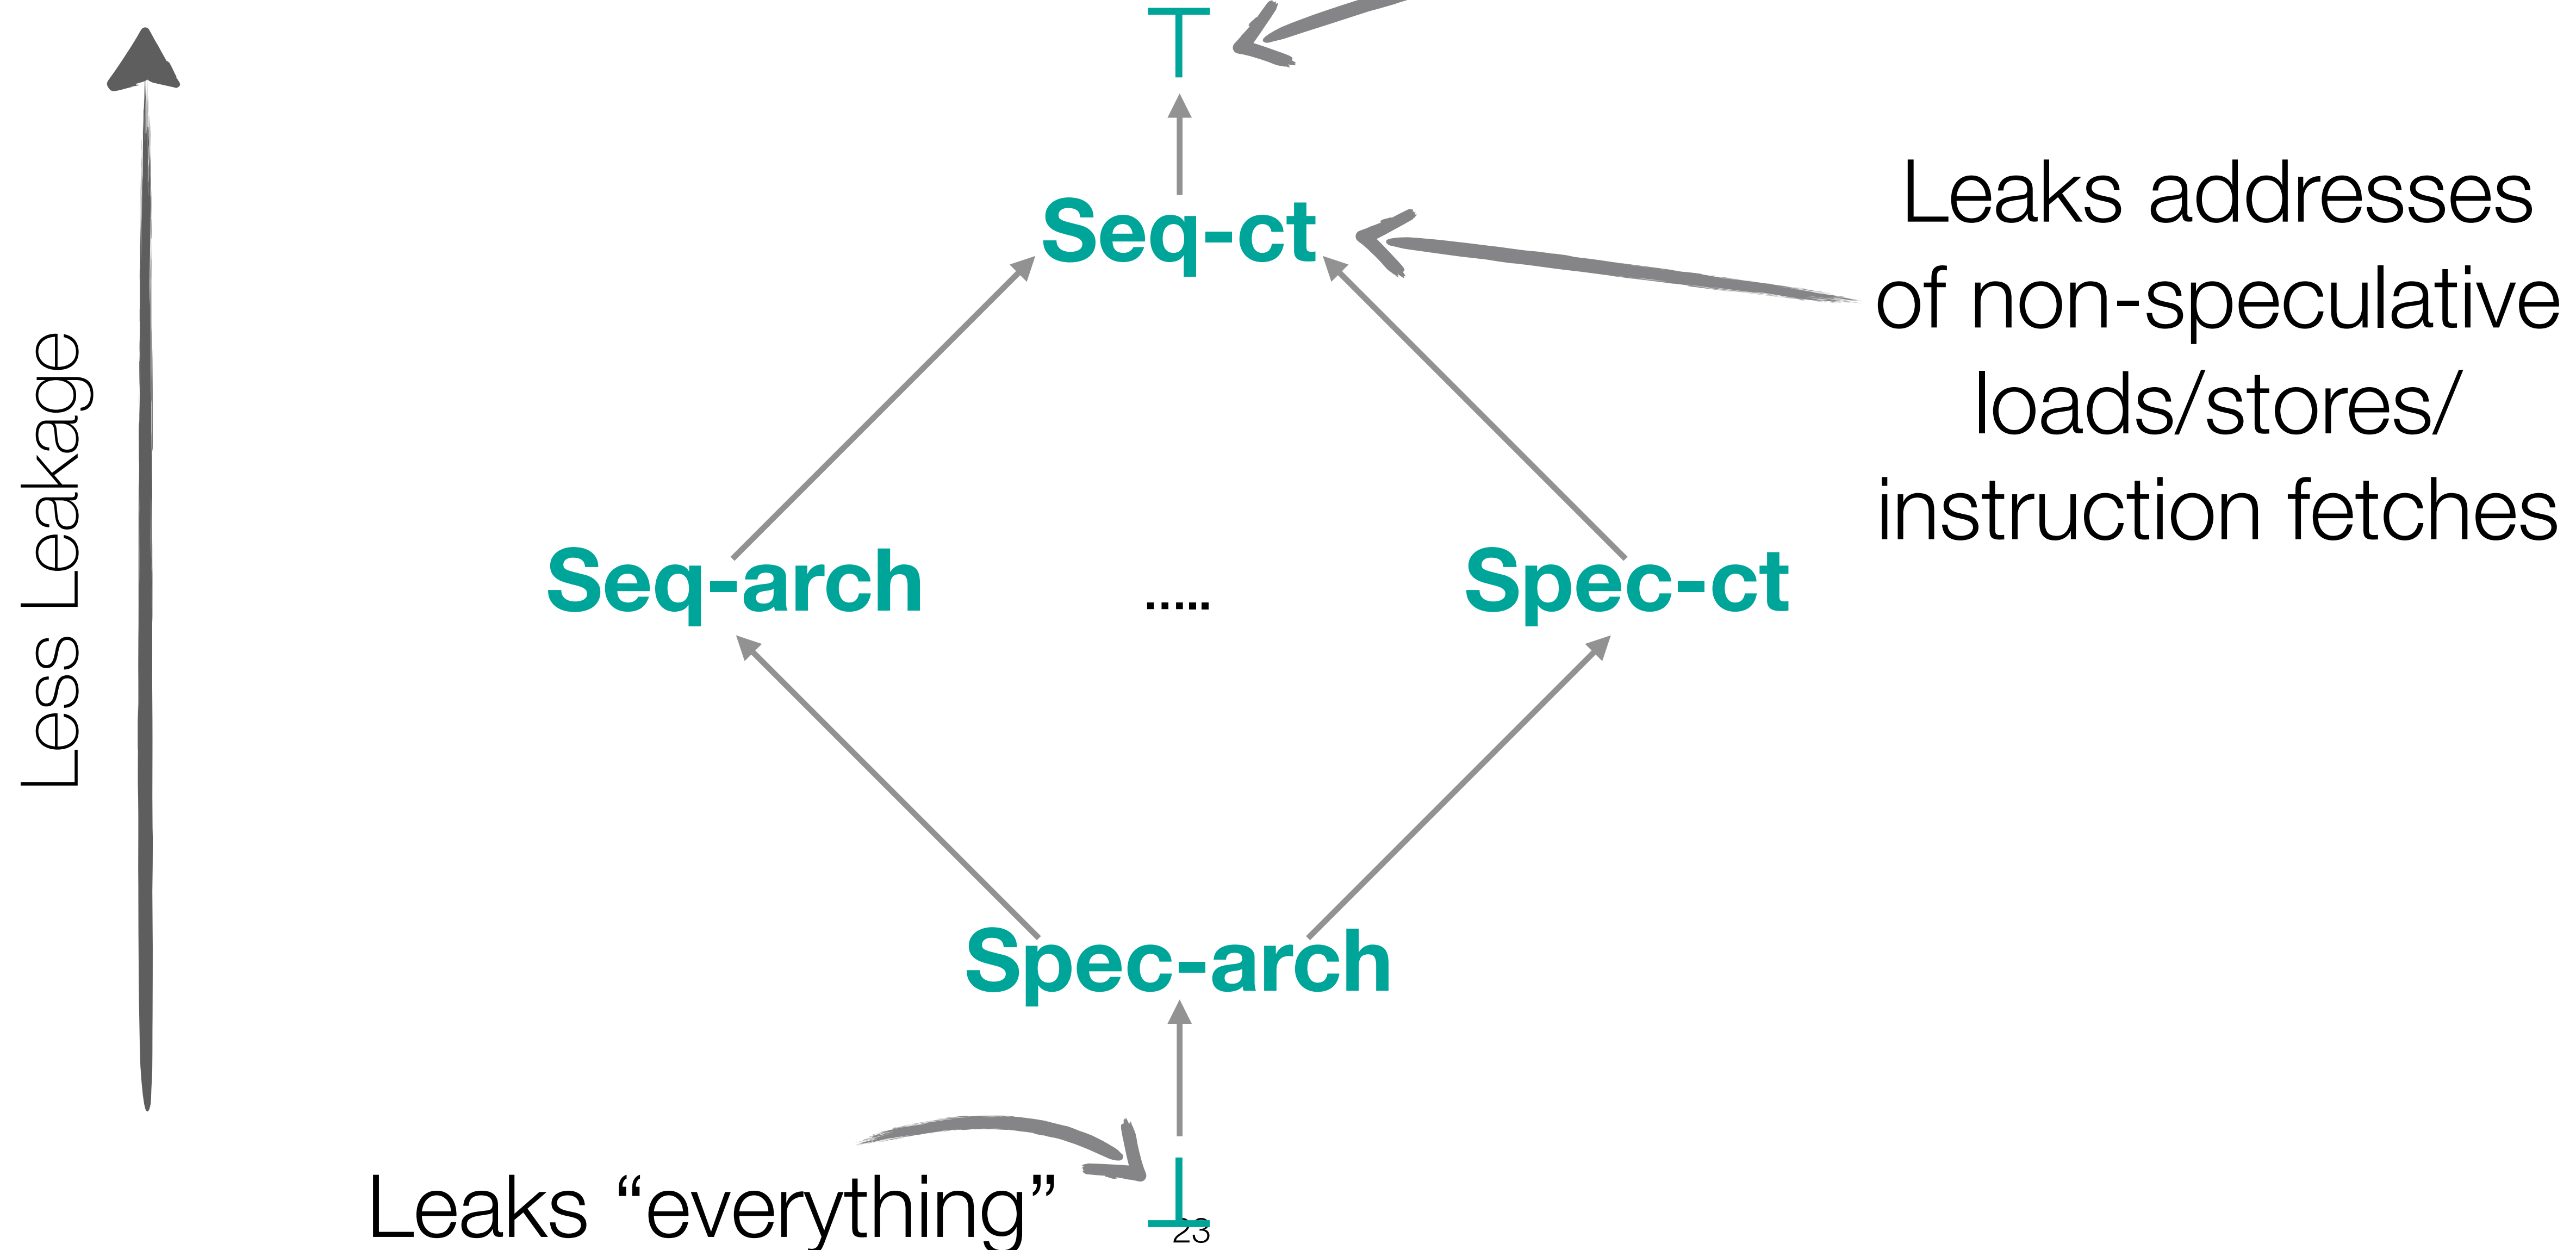 ⊤
Seq-ct
Leaks addresses
of non-speculative
loads/stores/
instruction fetches
Less Leakage
Seq-arch
.....
Spec-ct
Spec-arch
Leaks “everything”
⊥
23